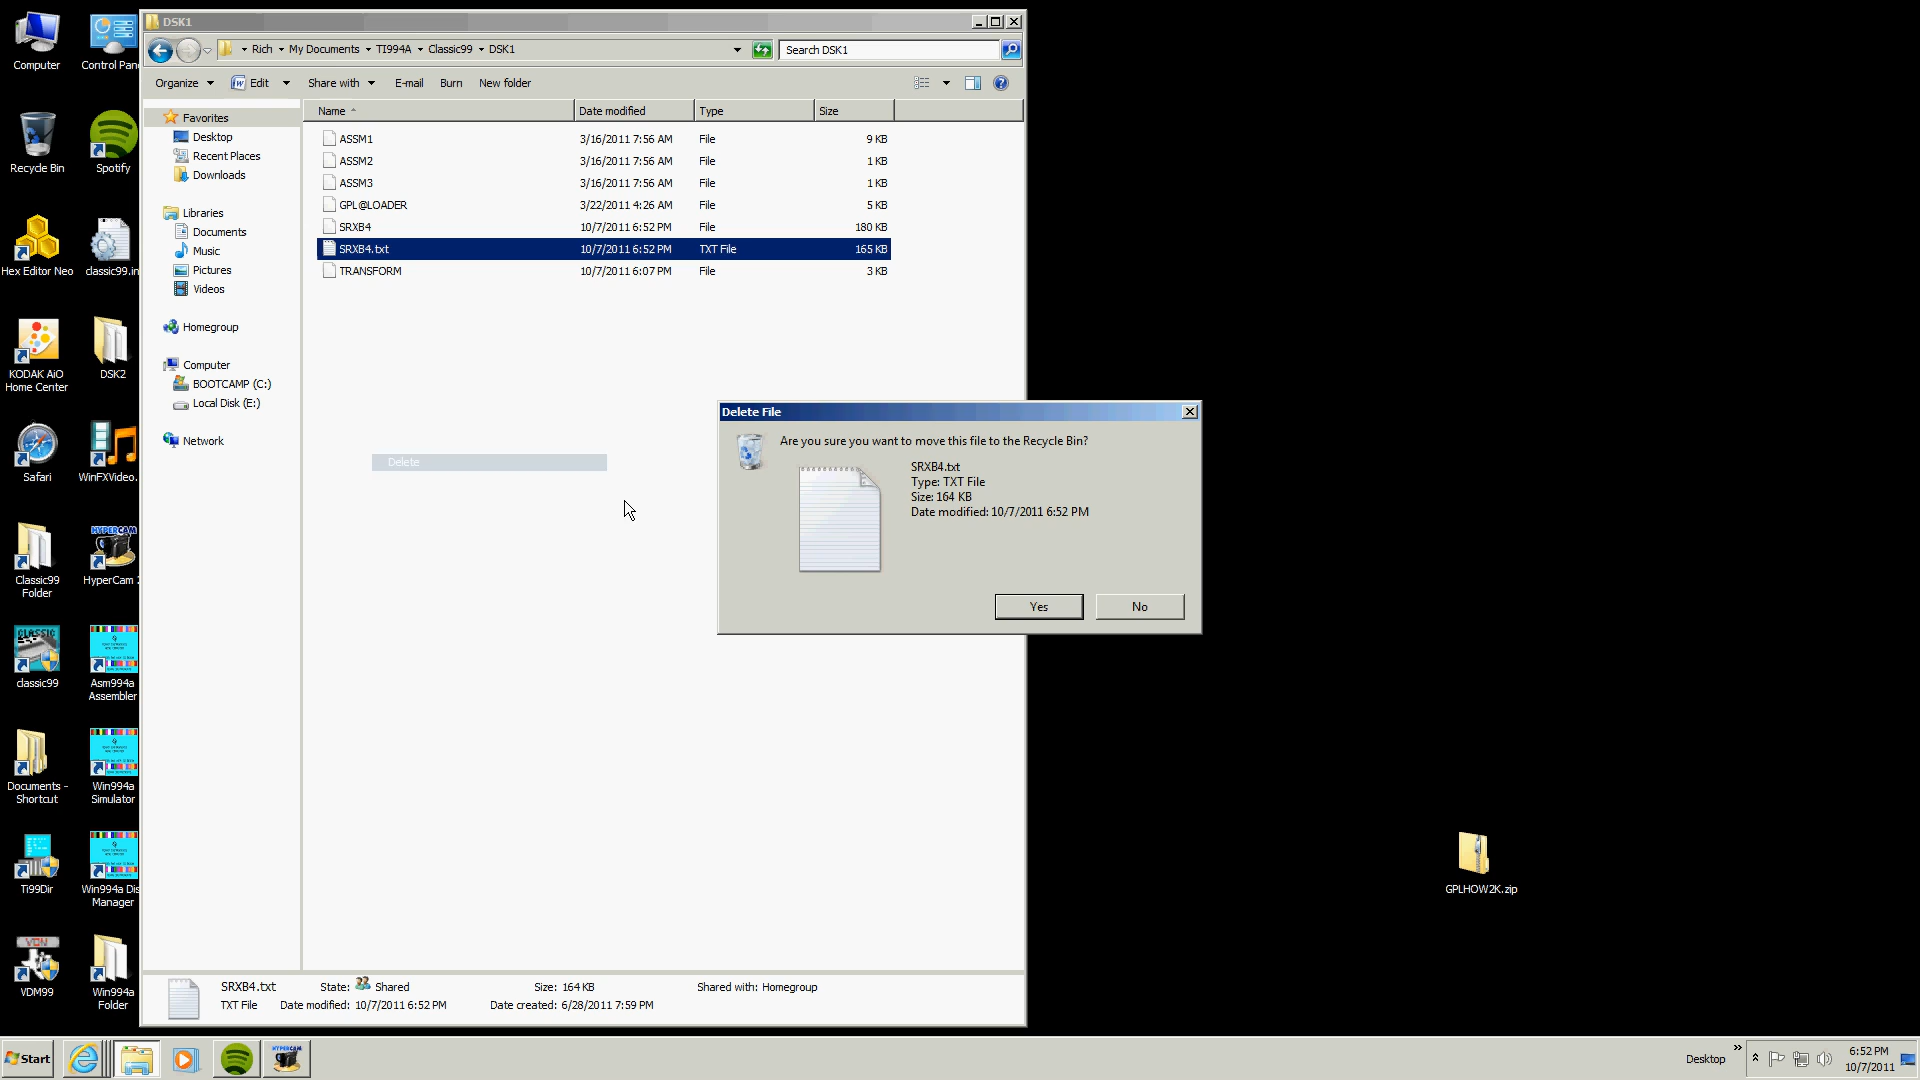 DSK1
Rich My Documents TI994A Classic99 DSK1
Search DSK1
Organize Edit Share with E-mail Burn New folder
Name Date modified Type Size
Favorites
Desktop
Recent Places
Downloads
Libraries
Documents
Music
Pictures
Videos
Homegroup
Computer
BOOTCAMP (C:)
Local Disk (E:)
Network
ASSM1 3/16/2011 7:56 AM File 9 KB
ASSM2 3/16/2011 7:56 AM File 1 KB
ASSM3 3/16/2011 7:56 AM File 1 KB
GPL@LOADER 3/22/2011 4:26 AM File 5 KB
SRXB4 10/7/2011 6:52 PM File 180 KB
SRXB4.txt 10/7/2011 6:52 PM TXT File 165 KB
TRANSFORM 10/7/2011 6:07 PM File 3 KB
Delete
Delete File
Are you sure you want to move this file to the Recycle Bin?
SRXB4.txt
Type: TXT File
Size: 164 KB
Date modified: 10/7/2011 6:52 PM
Yes No
SRXB4.txt State: Shared Size: 164 KB Shared with: Homegroup
TXT File Date modified: 10/7/2011 6:52 PM Date created: 6/28/2011 7:59 PM
Computer
Control Pane
Recycle Bin
Spotify
Hex Editor Neo
classic99.in
KODAK AiO
Home Center
DSK2
Safari
WinFXVideo.
Classic99
Folder
HYPERCAM
HyperCam 2
CLASSIC
classic99
Asm994a
Assembler
Documents -
Shortcut
Win994a
Simulator
Ti99Dir
Win994a Dis
Manager
VDM99
Win994a
Folder
GPLHOW2K.zip
Start
HYPERCAM
Desktop
6:52 PM
10/7/2011